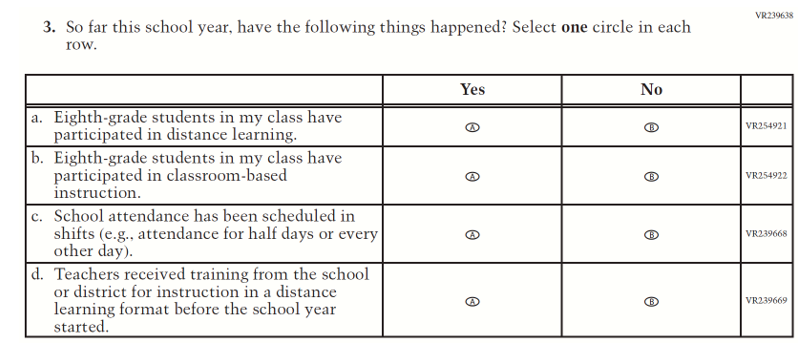 VR239638
3. So far this school year, have the following things happened? Select one circle in each
row.
Yes No
a. Eighth-grade students in my class have
participated in distance learning.
A B VR254921
b. Eighth-grade students in my class have
participated in classroom-based
instruction.
A B VR254922
c. School attendance has been scheduled in
shifts (e.g., attendance for half days or every
other day).
A B VR239668
d. Teachers received training from the school
or district for instruction in a distance
learning format before the school year
started.
A B VR239669